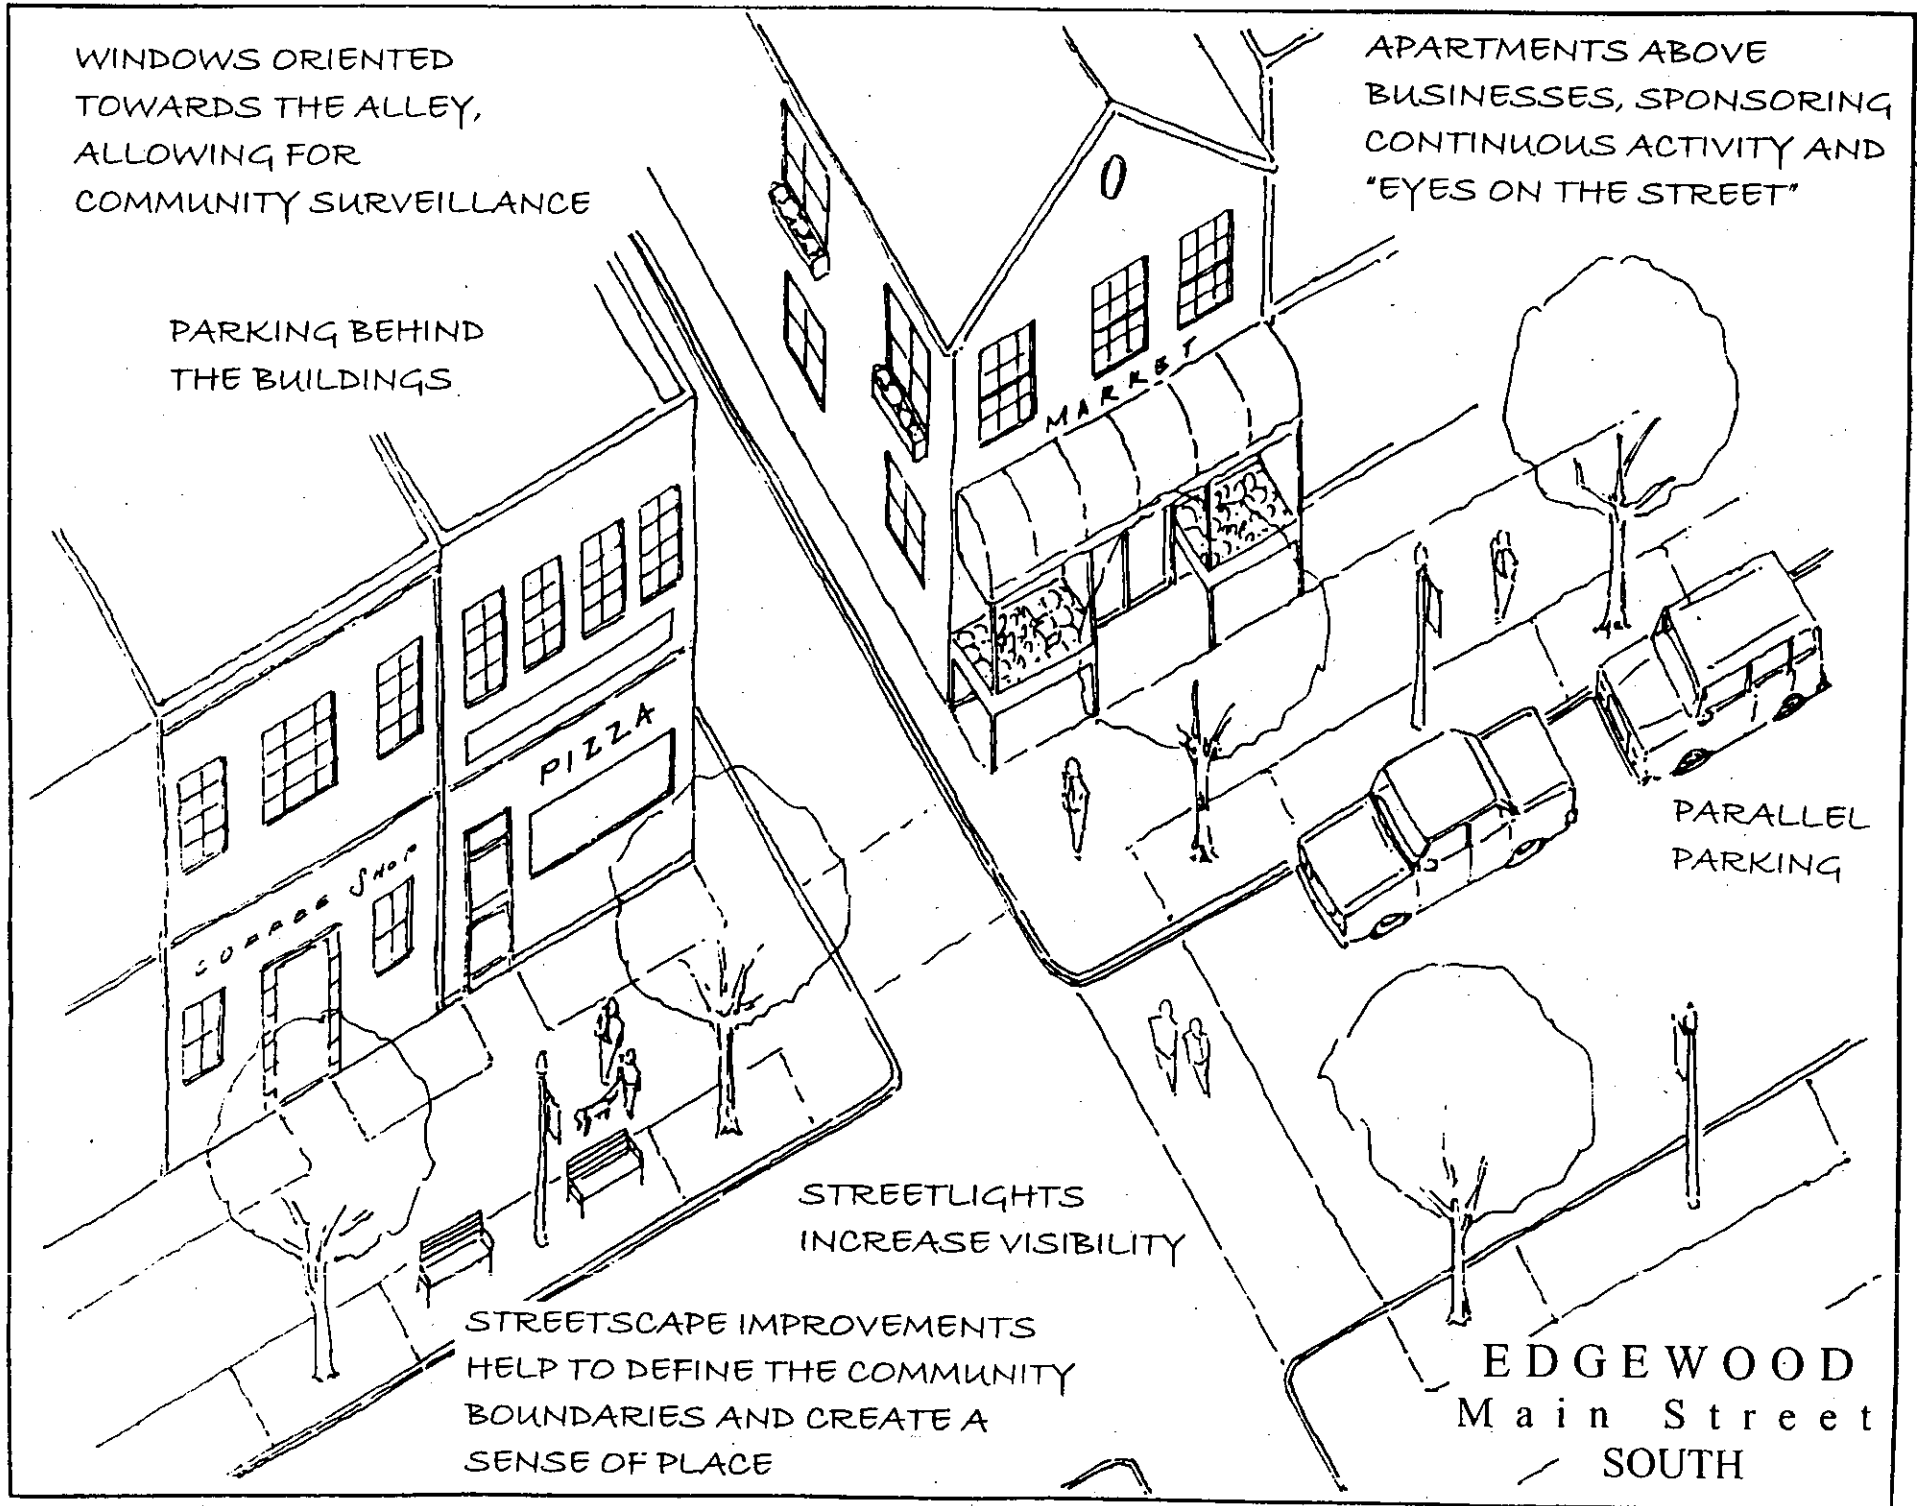 WINDOWS ORIENTED
TOWARDS THE ALLEY,
ALLOWING FOR
COMMUNITY SURVEILLANCE
APARTMENTS ABOVE
BUSINESSES, SPONSORING
CONTINUOUS ACTIVITY AND
"EYES ON THE STREET"
PARKING BEHIND
THE BUILDINGS
MARKET
PIZZA
COFFEE SHOP
PARALLEL
PARKING
STREETLIGHTS
INCREASE VISIBILITY
STREETSCAPE IMPROVEMENTS
HELP TO DEFINE THE COMMUNITY
BOUNDARIES AND CREATE A
SENSE OF PLACE
EDGEWOOD
Main Street
SOUTH